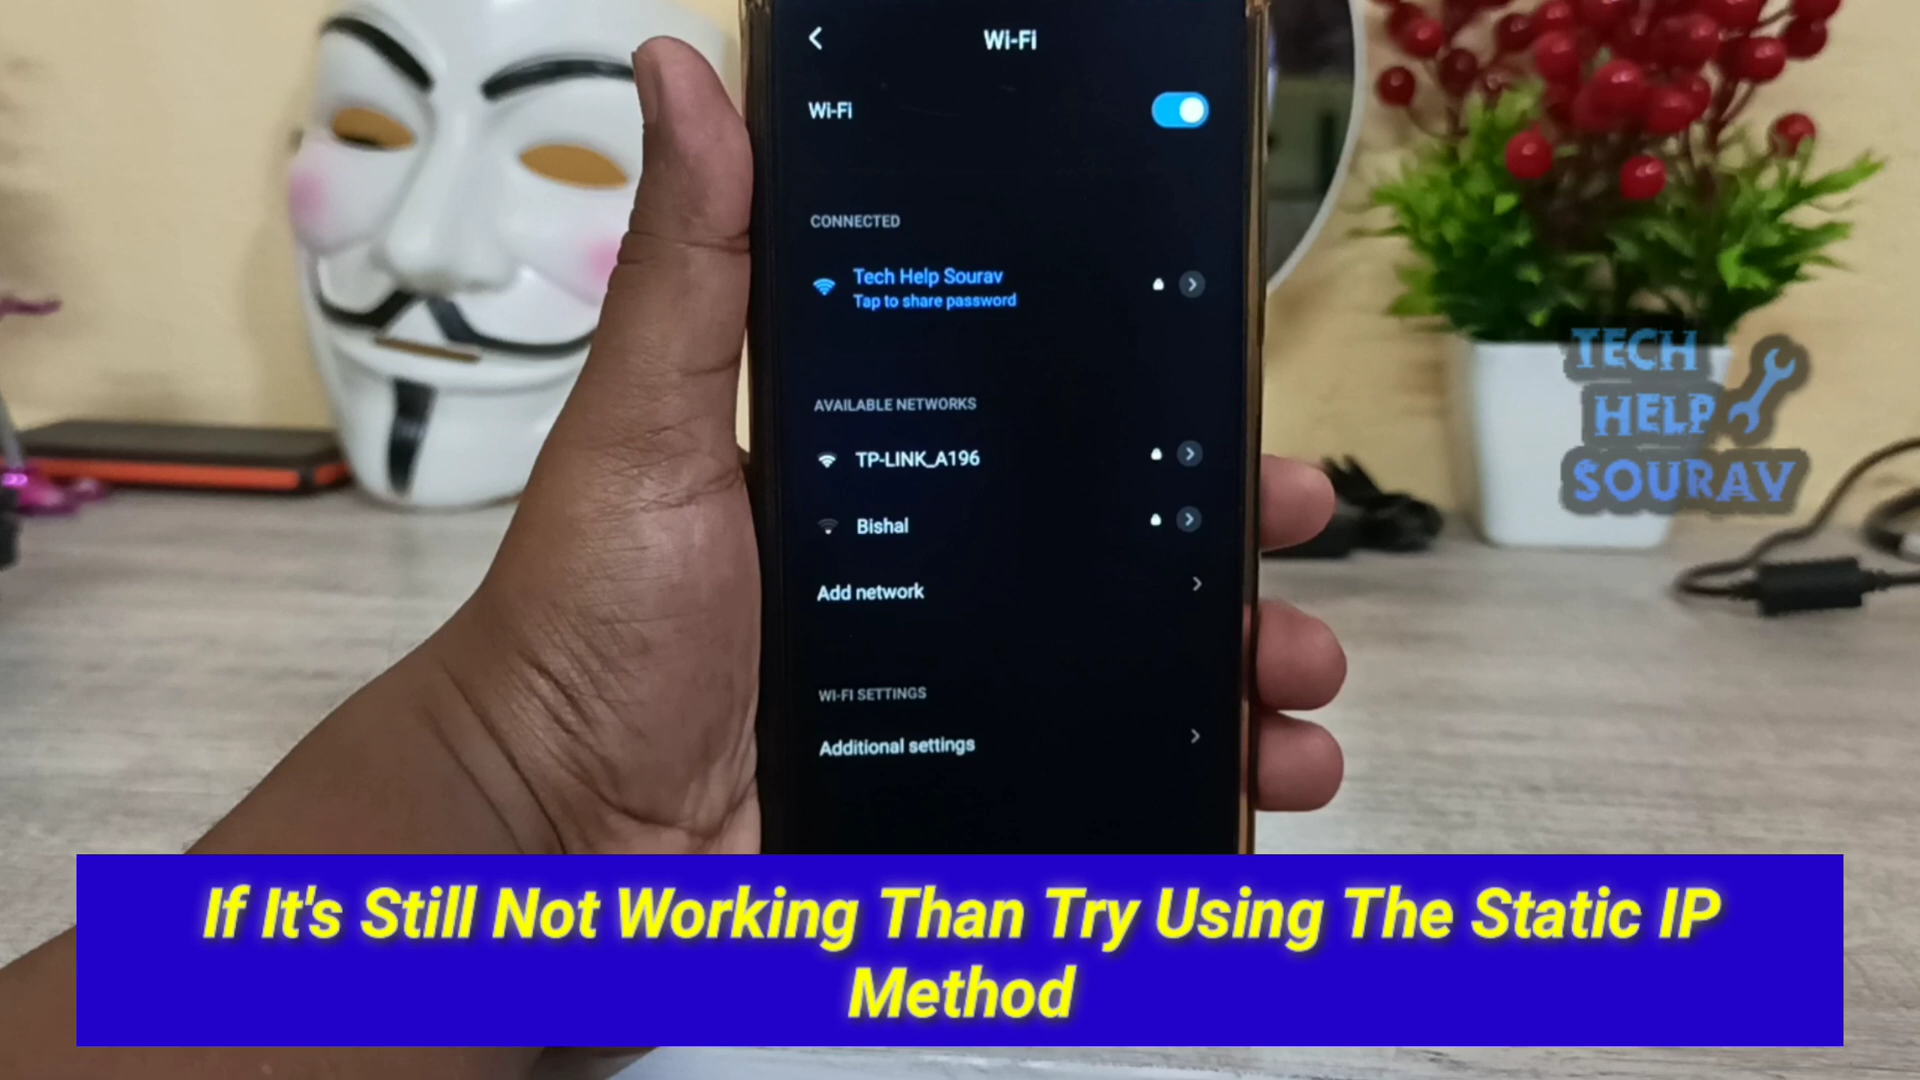 Wi-Fi
Wi-Fi
CONNECTED
Tech Help Sourav
Tap to share password
AVAILABLE NETWORKS
TP-LINK_A196
Bishal
Add network
WI-FI SETTINGS
Additional settings
TECH
HELP
SOURAV
If It's Still Not Working Than Try Using The Static IP
Method